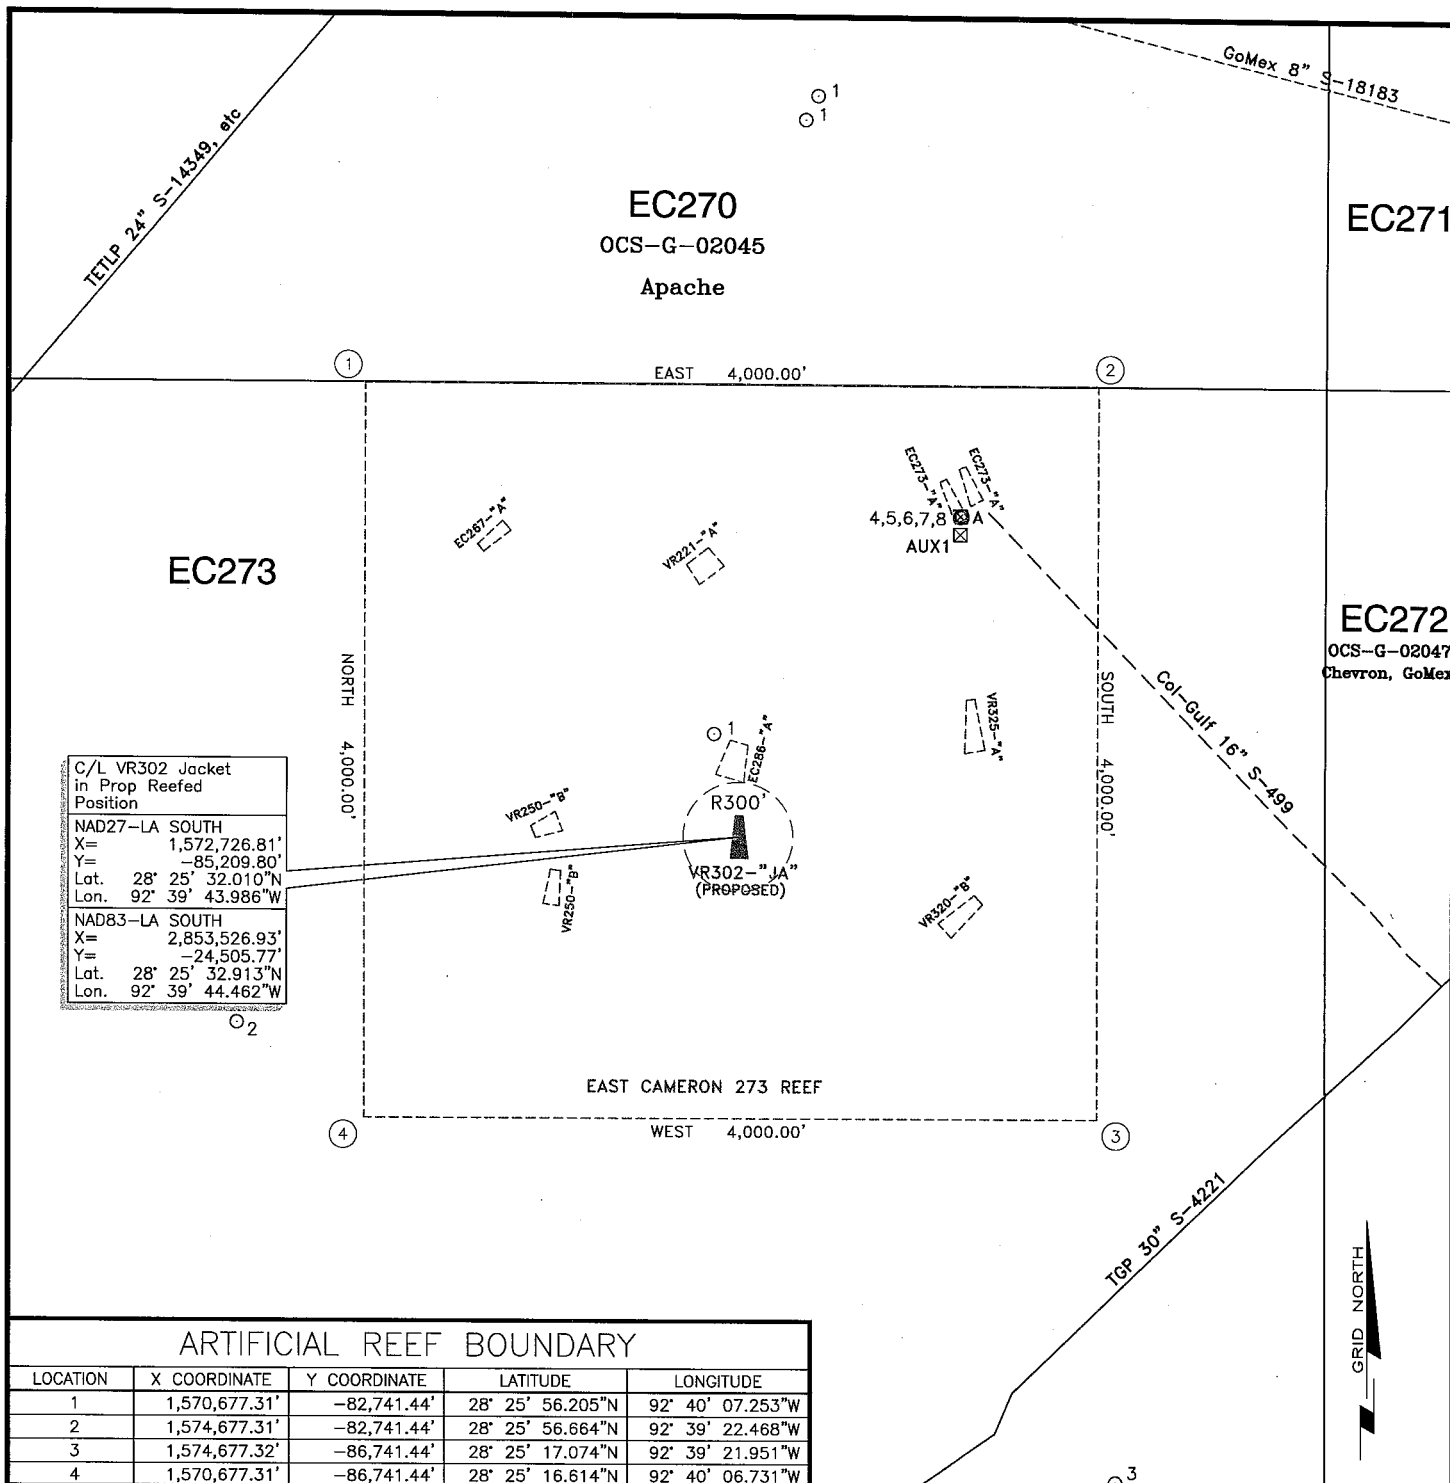 GoMex 8" S-18183
1
1
TETLP 24" S-14349, etc
EC270
OCS-G-02045
Apache
EC271
1
EAST 4,000.00'
2
EC273-"A"
EC273-"A"
EC267-"A"
VR221-"A"
4,5,6,7,8 A
AUX1
EC273
EC272
OCS-G-02047
Chevron, GoMex
NORTH 4,000.00'
SOUTH 4,000.00'
Col-Gulf 16" S-499
VR325-"A"
1
EC286-"A"
C/L VR302 Jacket
in Prop Reefed
Position
NAD27-LA SOUTH
X= 1,572,726.81'
Y= -85,209.80'
Lat. 28° 25' 32.010"N
Lon. 92° 39' 43.986"W
NAD83-LA SOUTH
X= 2,853,526.93'
Y= -24,505.77'
Lat. 28° 25' 32.913"N
Lon. 92° 39' 44.462"W
VR250-"B"
R300'
VR302-"JA"
(PROPOSED)
VR250-"B"
VR320-"B"
2
EAST CAMERON 273 REEF
4
WEST 4,000.00'
3
TGP 30" S-4221
GRID NORTH
ARTIFICIAL REEF BOUNDARY
LOCATION X COORDINATE Y COORDINATE LATITUDE LONGITUDE
1 1,570,677.31' -82,741.44' 28° 25' 56.205"N 92° 40' 07.253"W
2 1,574,677.31' -82,741.44' 28° 25' 56.664"N 92° 39' 22.468"W
3 1,574,677.32' -86,741.44' 28° 25' 17.074"N 92° 39' 21.951"W
4 1,570,677.31' -86,741.44' 28° 25' 16.614"N 92° 40' 06.731"W
3